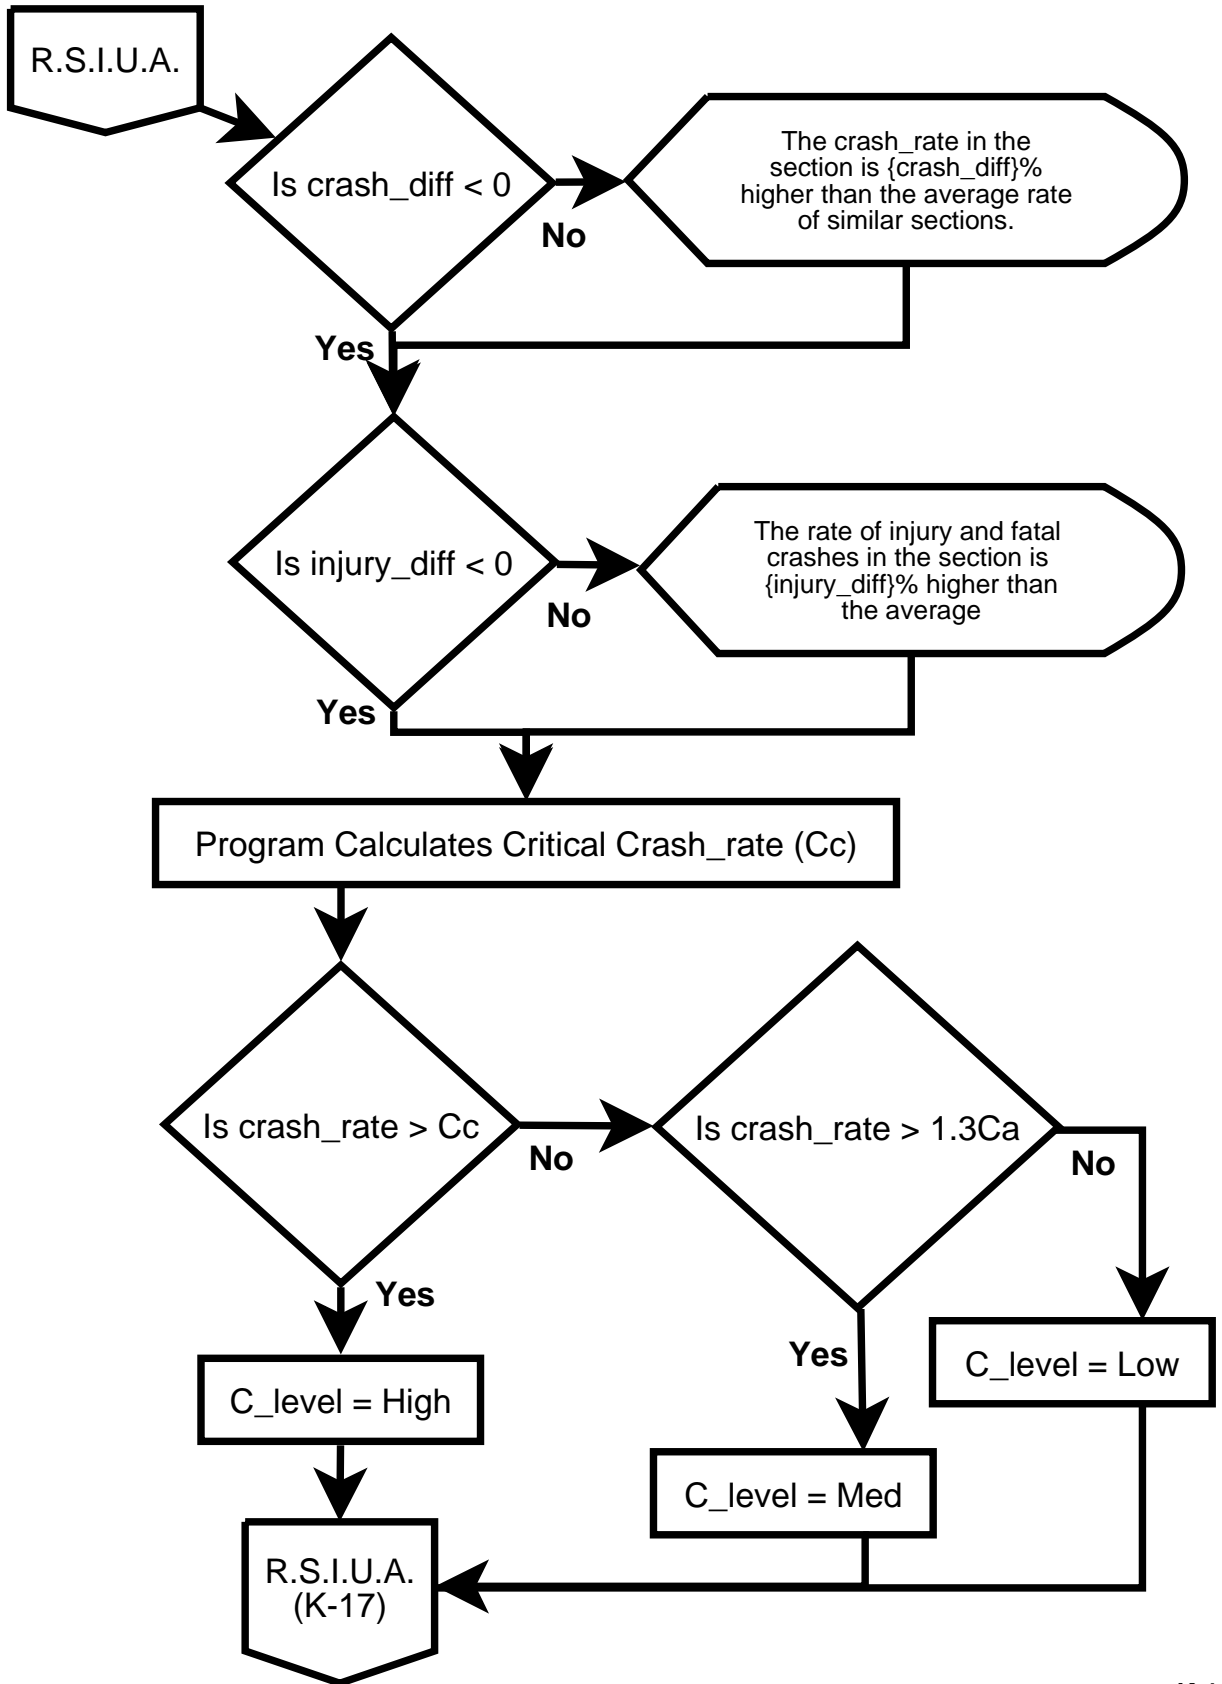 R.S.I.U.A.
Is crash_diff < 0
The crash_rate in the
section is {crash_diff}%
higher than the average rate
of similar sections.
No
Yes
Is injury_diff < 0
The rate of injury and fatal
crashes in the section is
{injury_diff}% higher than
the average
No
Yes
Program Calculates Critical Crash_rate (Cc)
Is crash_rate > Cc
No
Is crash_rate > 1.3Ca
No
Yes
Yes
C_level = Low
C_level = High
C_level = Med
R.S.I.U.A.
(K-17)